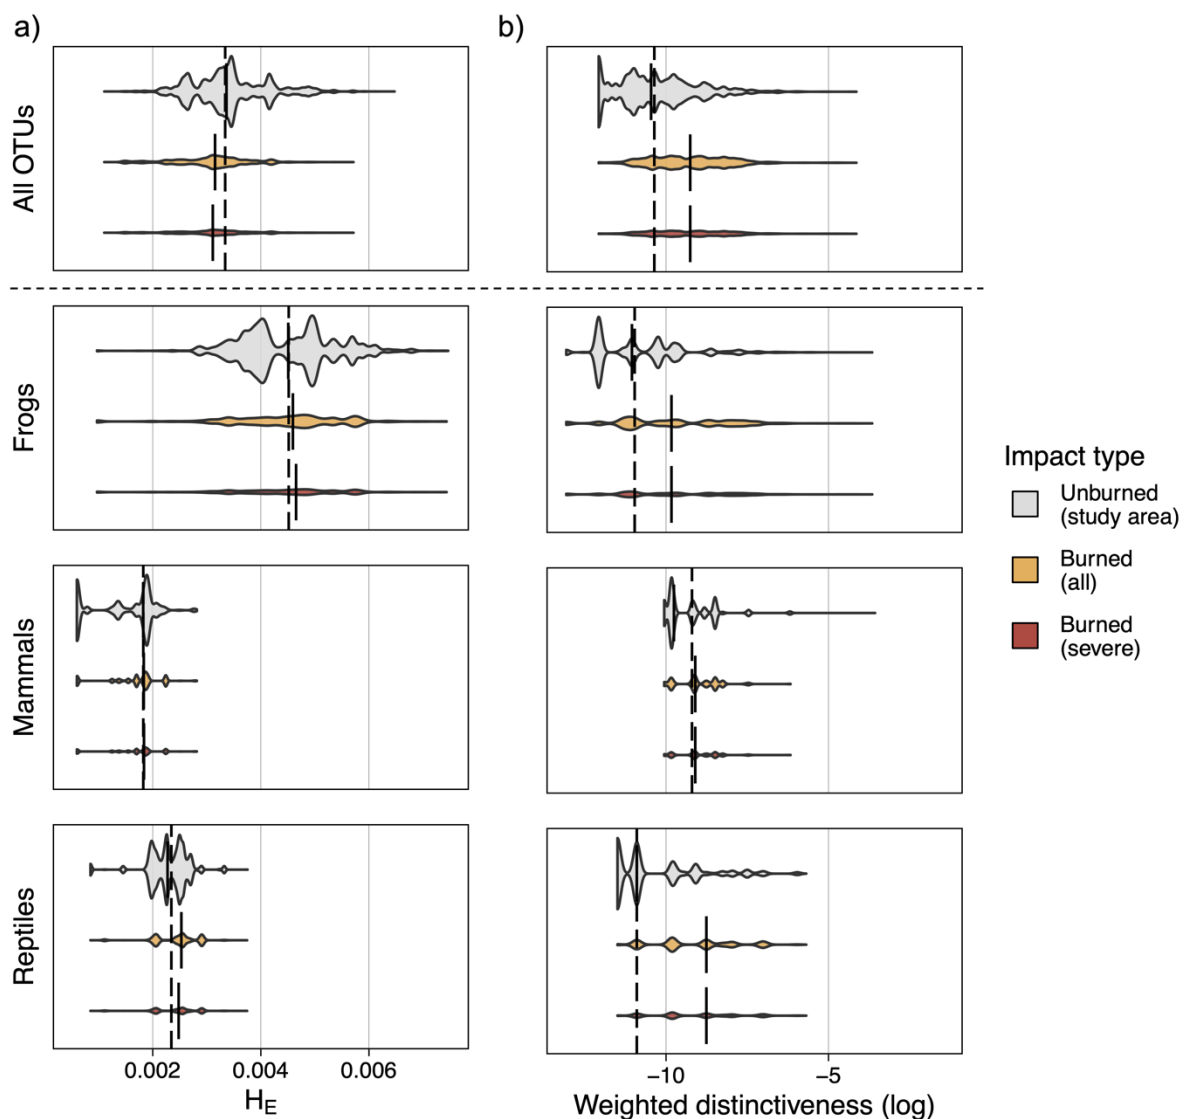 a)
b)
All OTUs
Frogs
Mammals
Reptiles
0.002 0.004 0.006
H_E
−10 −5
Weighted distinctiveness (log)
Impact type
Unburned
(study area)
Burned
(all)
Burned
(severe)